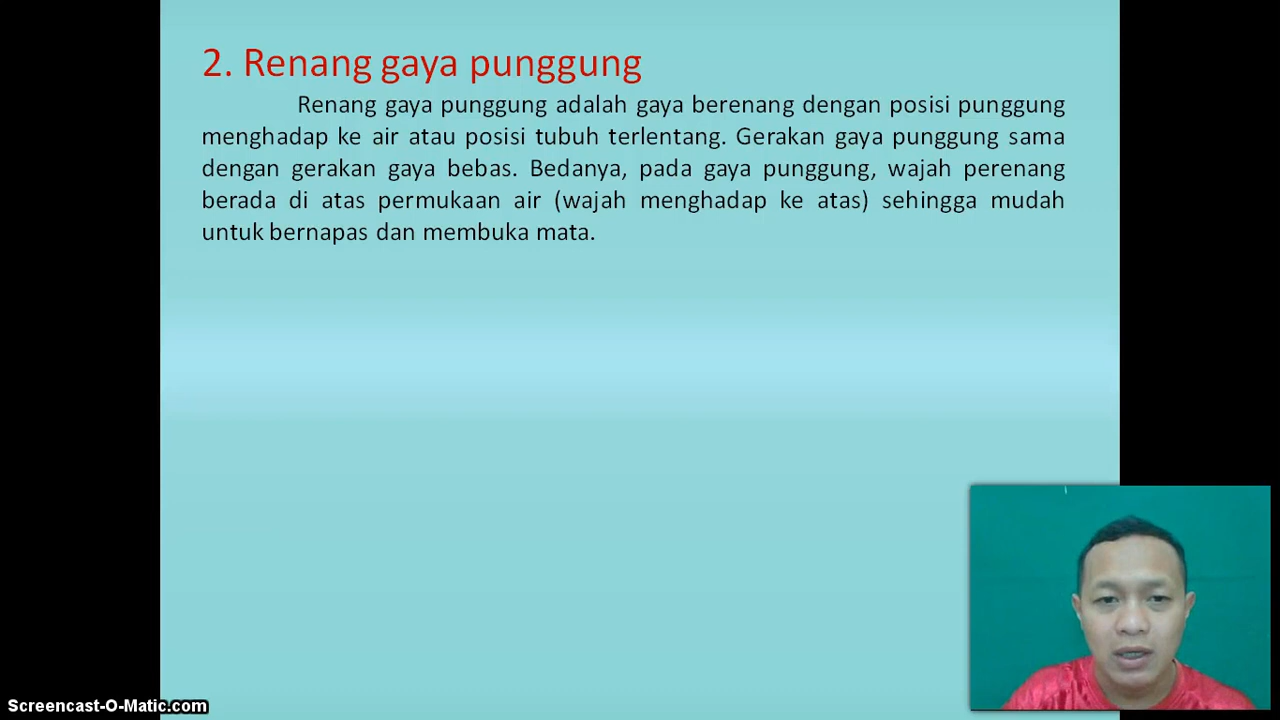 2. Renang gaya punggung
Renang gaya punggung adalah gaya berenang dengan posisi punggung
menghadap ke air atau posisi tubuh terlentang. Gerakan gaya punggung sama
dengan gerakan gaya bebas. Bedanya, pada gaya punggung, wajah perenang
berada di atas permukaan air (wajah menghadap ke atas) sehingga mudah
untuk bernapas dan membuka mata.
Screencast-O-Matic.com